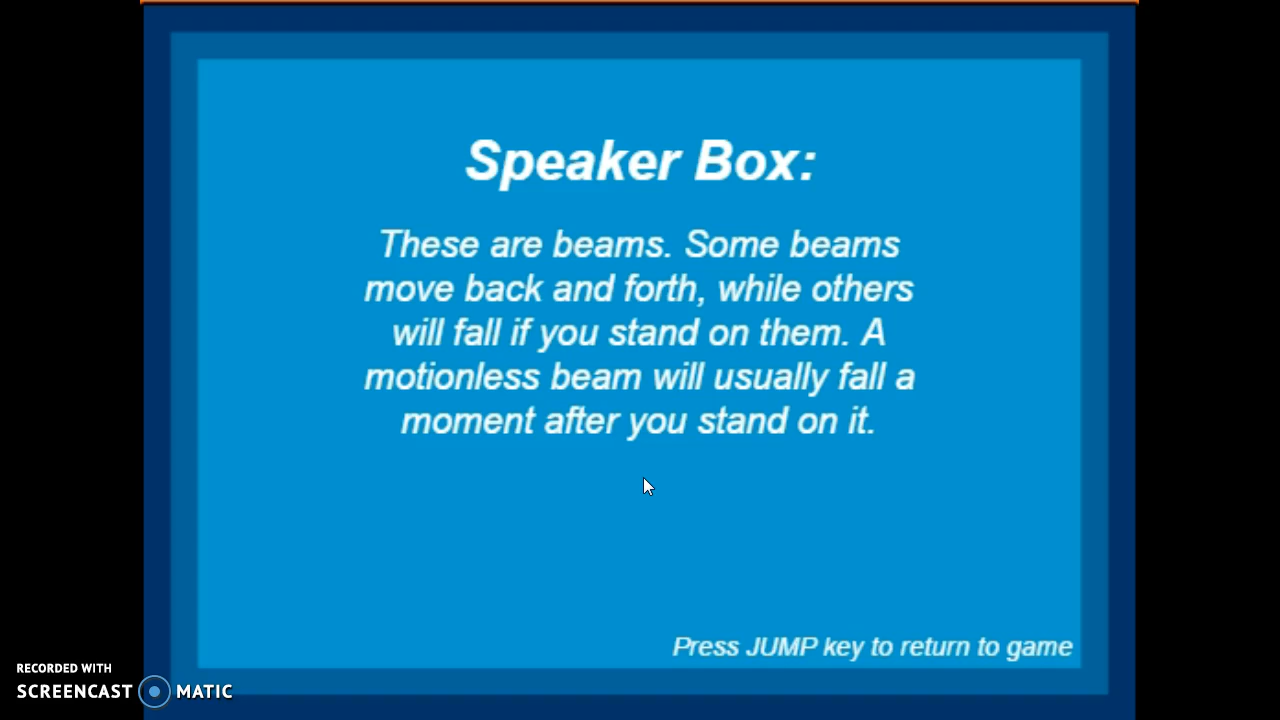 Speaker Box:
These are beams. Some beams
move back and forth, while others
will fall if you stand on them. A
motionless beam will usually fall a
moment after you stand on it.
Press JUMP key to return to game
RECORDED WITH
SCREENCAST MATIC